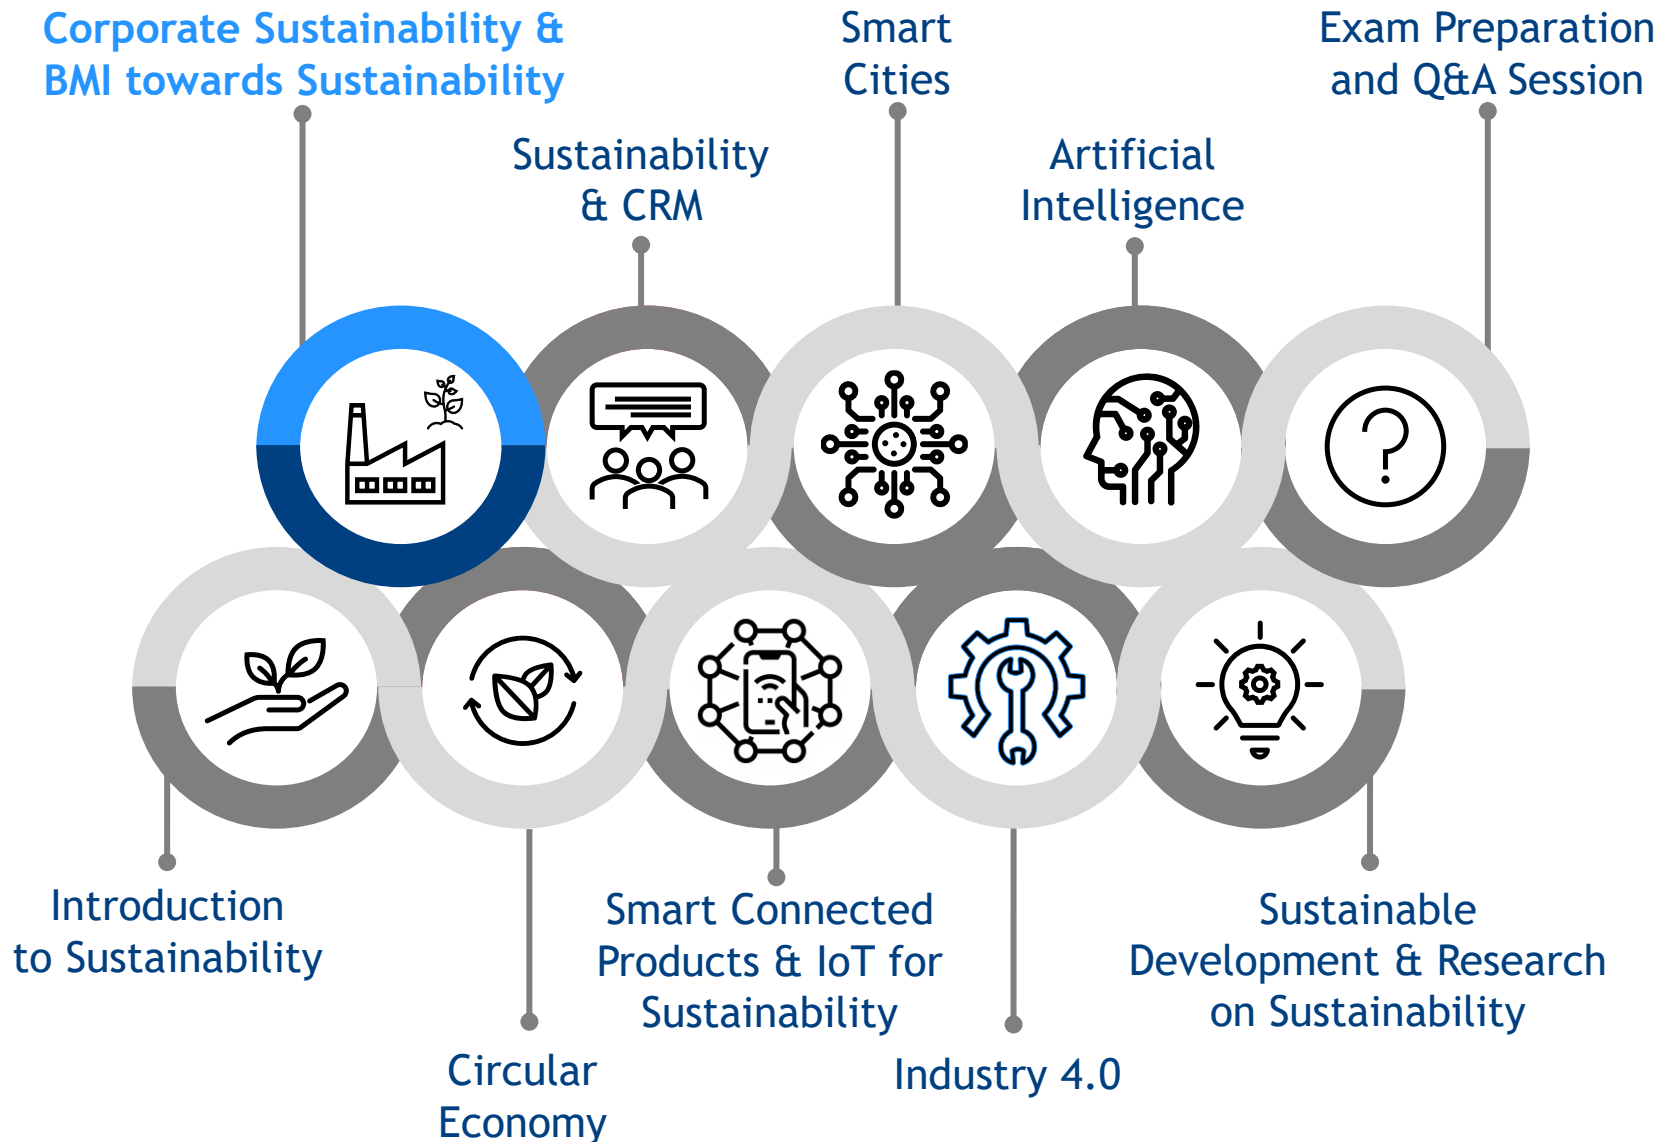 Corporate Sustainability &
BMI towards Sustainability
Smart
Cities
Exam Preparation
and Q&A Session
Sustainability
& CRM
Artificial
Intelligence
Introduction
to Sustainability
Smart Connected
Products & IoT for
Sustainability
Sustainable
Development & Research
on Sustainability
Circular
Economy
Industry 4.0